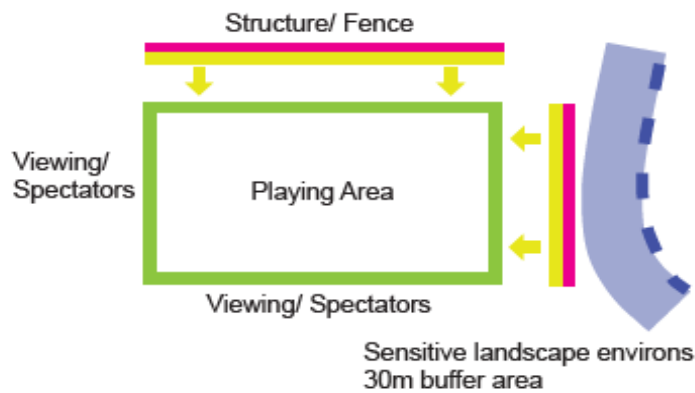 Structure/ Fence
Viewing/
Spectators
Playing Area
Viewing/ Spectators
Sensitive landscape environs
30m buffer area